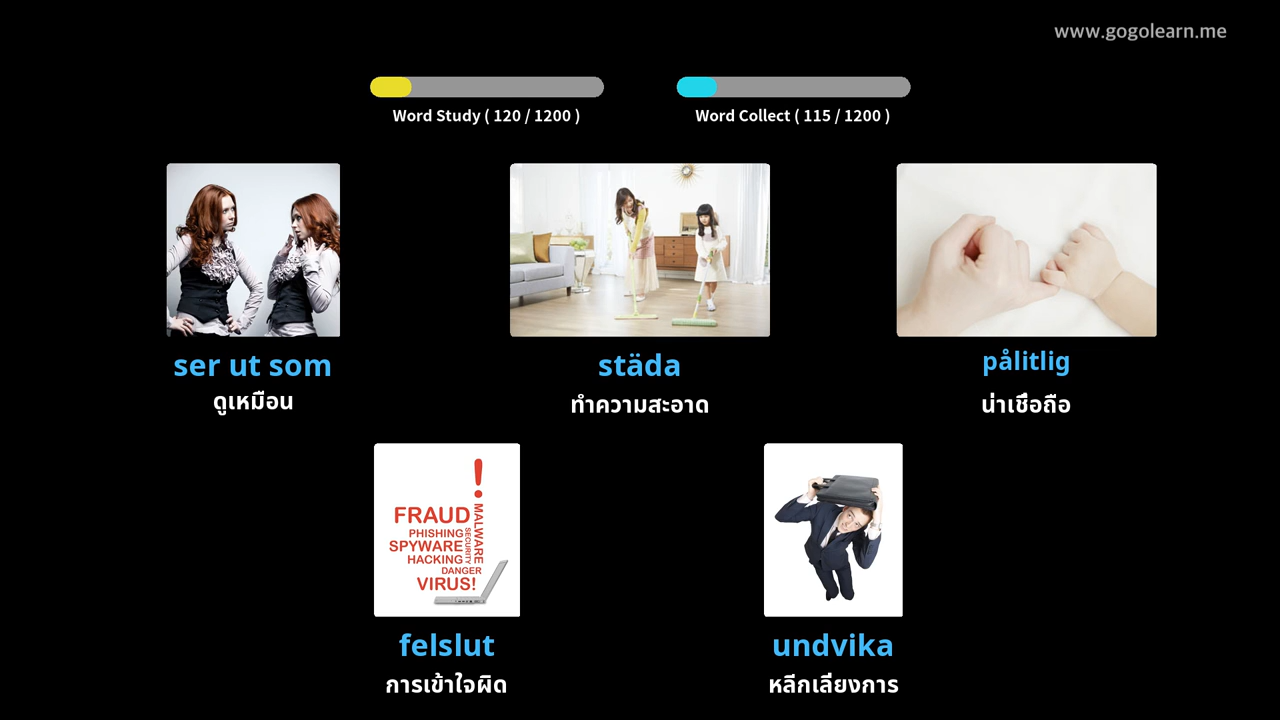 www.gogolearn.me
Word Study ( 120 / 1200 )
Word Collect ( 115 / 1200 )
ser ut som
ดูเหมือน
städa
ทำความสะอาด
pålitlig
น่าเชื่อถือ
!
FRAUD
PHISHING
SPYWARE
HACKING
DANGER
VIRUS!
SECURITY
MALWARE
felslut
การเข้าใจผิด
undvika
หลีกเลี่ยงการ